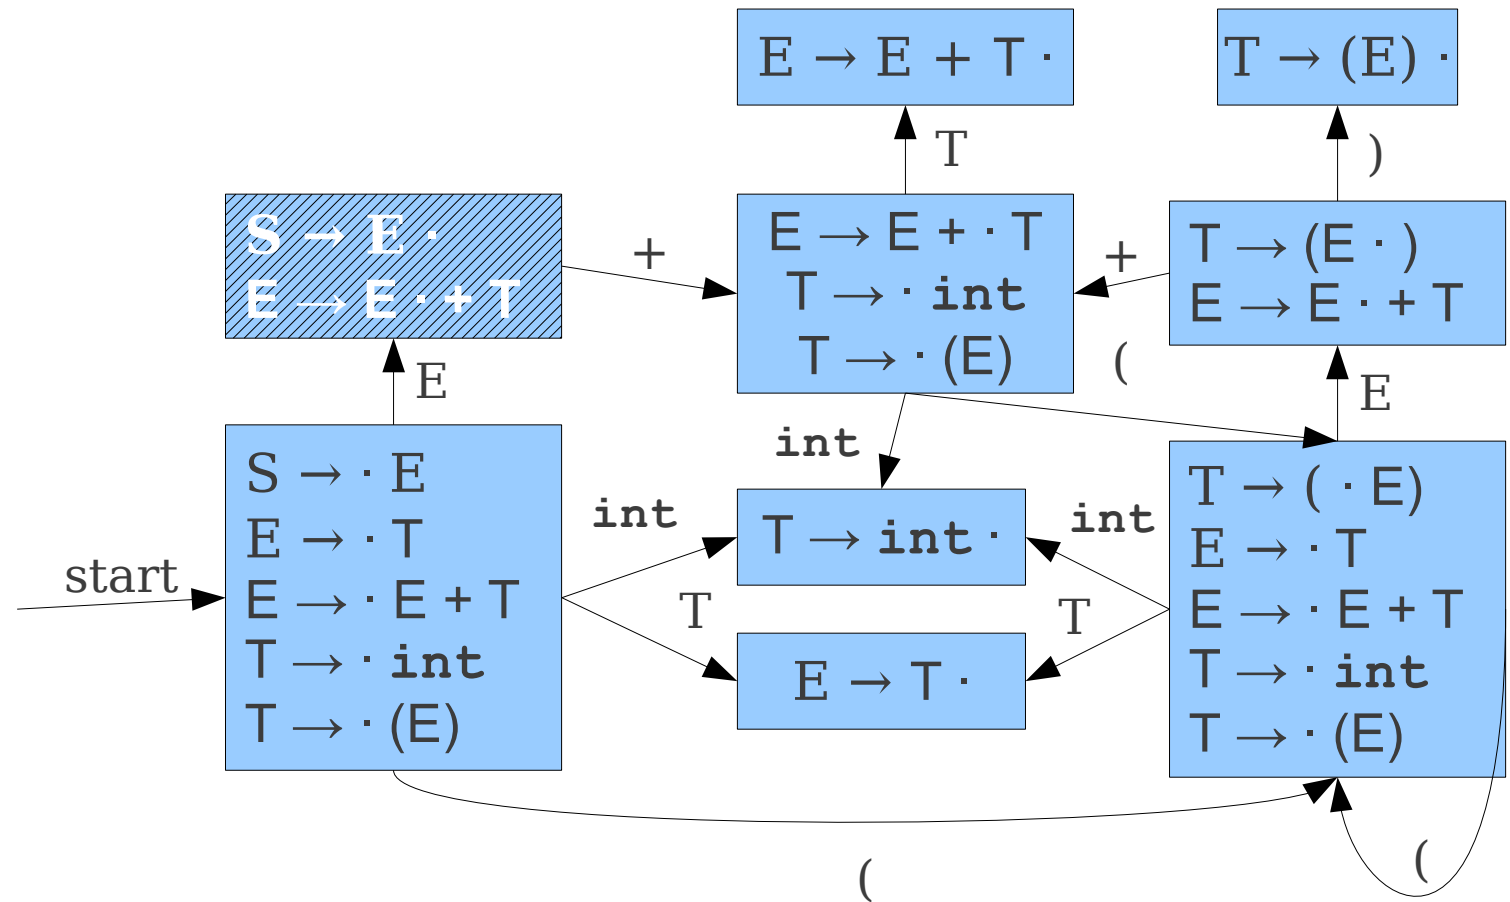 E → E + T ·
T → (E) ·
T
)
S → E ·
E → E · + T
+
E → E + · T
T → · int
T → · (E)
+
T → (E · )
E → E · + T
E
(
E
int
S → · E
E → · T
E → · E + T
T → · int
T → · (E)
start
int
T → int ·
int
T
E → T ·
T
T → ( · E)
E → · T
E → · E + T
T → · int
T → · (E)
(
(